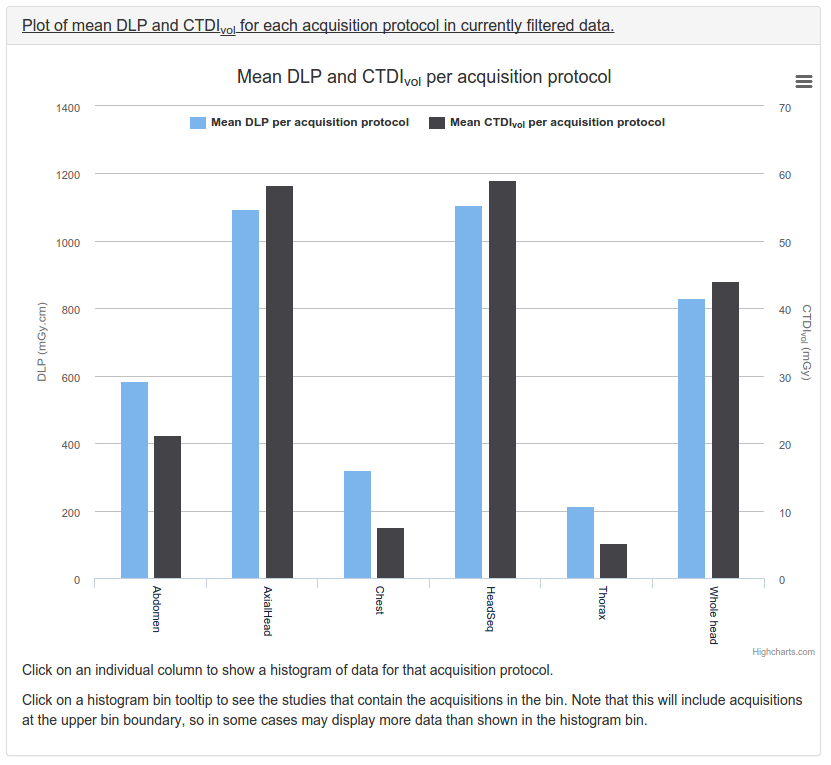 Plot of mean DLP and CTDIvol for each acquisition protocol in currently filtered data.
Mean DLP and CTDIvol per acquisition protocol
Mean DLP per acquisition protocol
Mean CTDIvol per acquisition protocol
1400
1200
1000
800
600
400
200
0
DLP (mGy.cm)
70
60
50
40
30
20
10
0
CTDIvol (mGy)
Abdomen
AxialHead
Chest
HeadSeq
Thorax
Whole head
Highcharts.com
Click on an individual column to show a histogram of data for that acquisition protocol.
Click on a histogram bin tooltip to see the studies that contain the acquisitions in the bin. Note that this will include acquisitions
at the upper bin boundary, so in some cases may display more data than shown in the histogram bin.